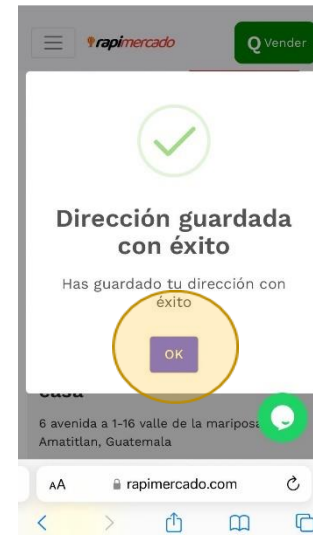 rapimercado
Q Vender
Dirección guardada
con éxito
Has guardado tu dirección con
éxito
OK
casa
6 avenida a 1-16 valle de la mariposa
Amatitlan, Guatemala
AA
rapimercado.com